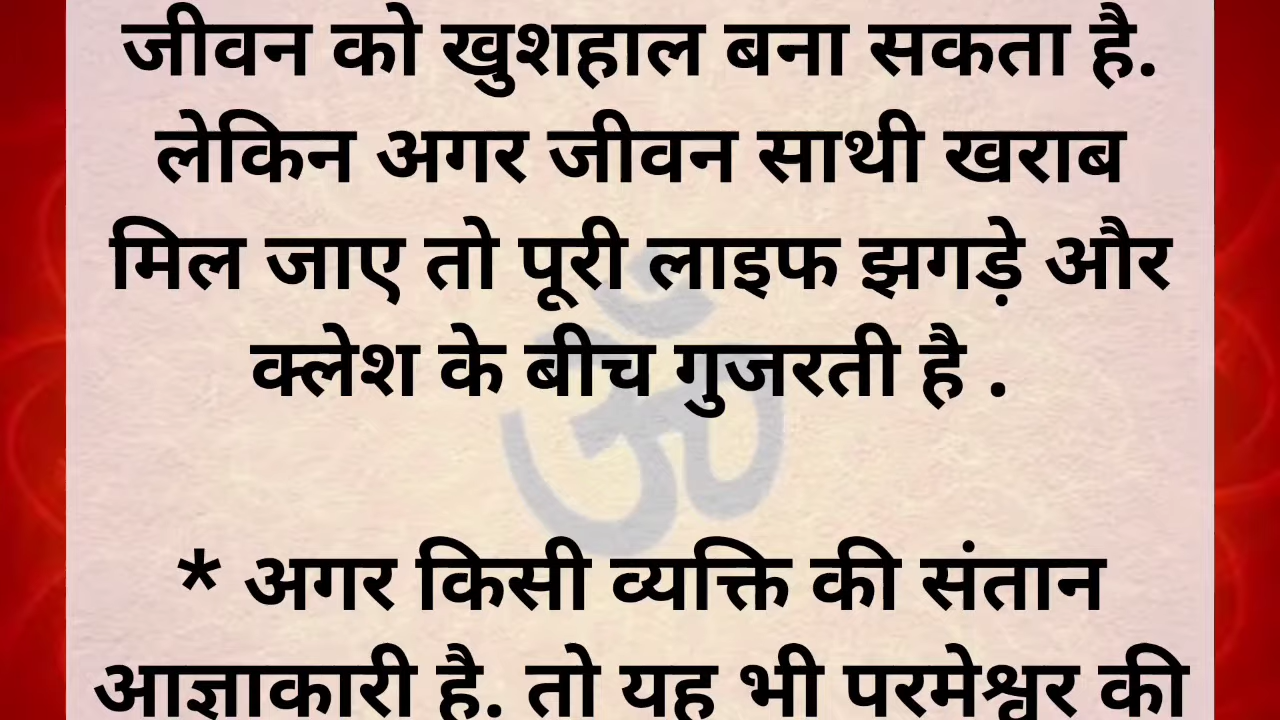 जीवन को खुशहाल बना सकता है.
लेकिन अगर जीवन साथी खराब
मिल जाए तो पूरी लाइफ झगड़े और
क्लेश के बीच गुजरती है .
* अगर किसी व्यक्ति की संतान
आज्ञाकारी है. तो यह भी परमेश्वर की
ॐ